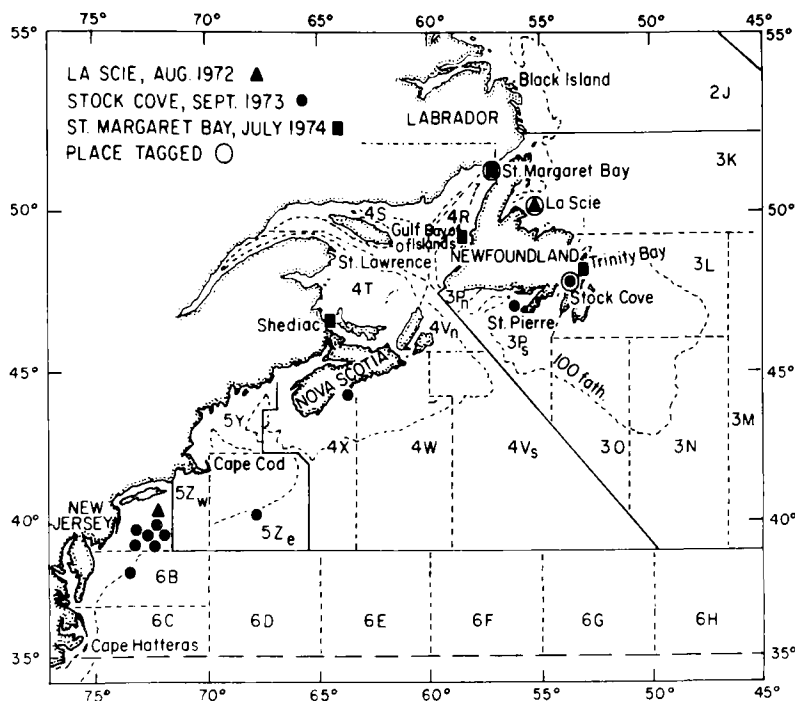 65° 60° 55° 50°
55° 45° 55°
LA SCIE, AUG. 1972
STOCK COVE, SEPT. 1973
ST. MARGARET BAY, JULY 1974
PLACE TAGGED
Black Island
2J
LABRADOR
3K
St. Margaret Bay
La Scie
50° 50°
4S 4R
Gulf Bay of
of Islands
NEWFOUNDLAND
Trinity Bay
3L
St. Lawrence
4T
3Pn
Stock Cove
St. Pierre
Shediac
4Vn
3Ps
100 fath.
45° 45°
NOVA SCOTIA
5Y
4X 4W 4Vs 3O 3N 3M
Cape Cod
5Zw
NEW
JERSEY
40° 40°
5Ze
6B
6C 6D 6E 6F 6G 6H
Cape Hatteras
35° 35°
75° 70° 65° 60° 55° 50° 45°